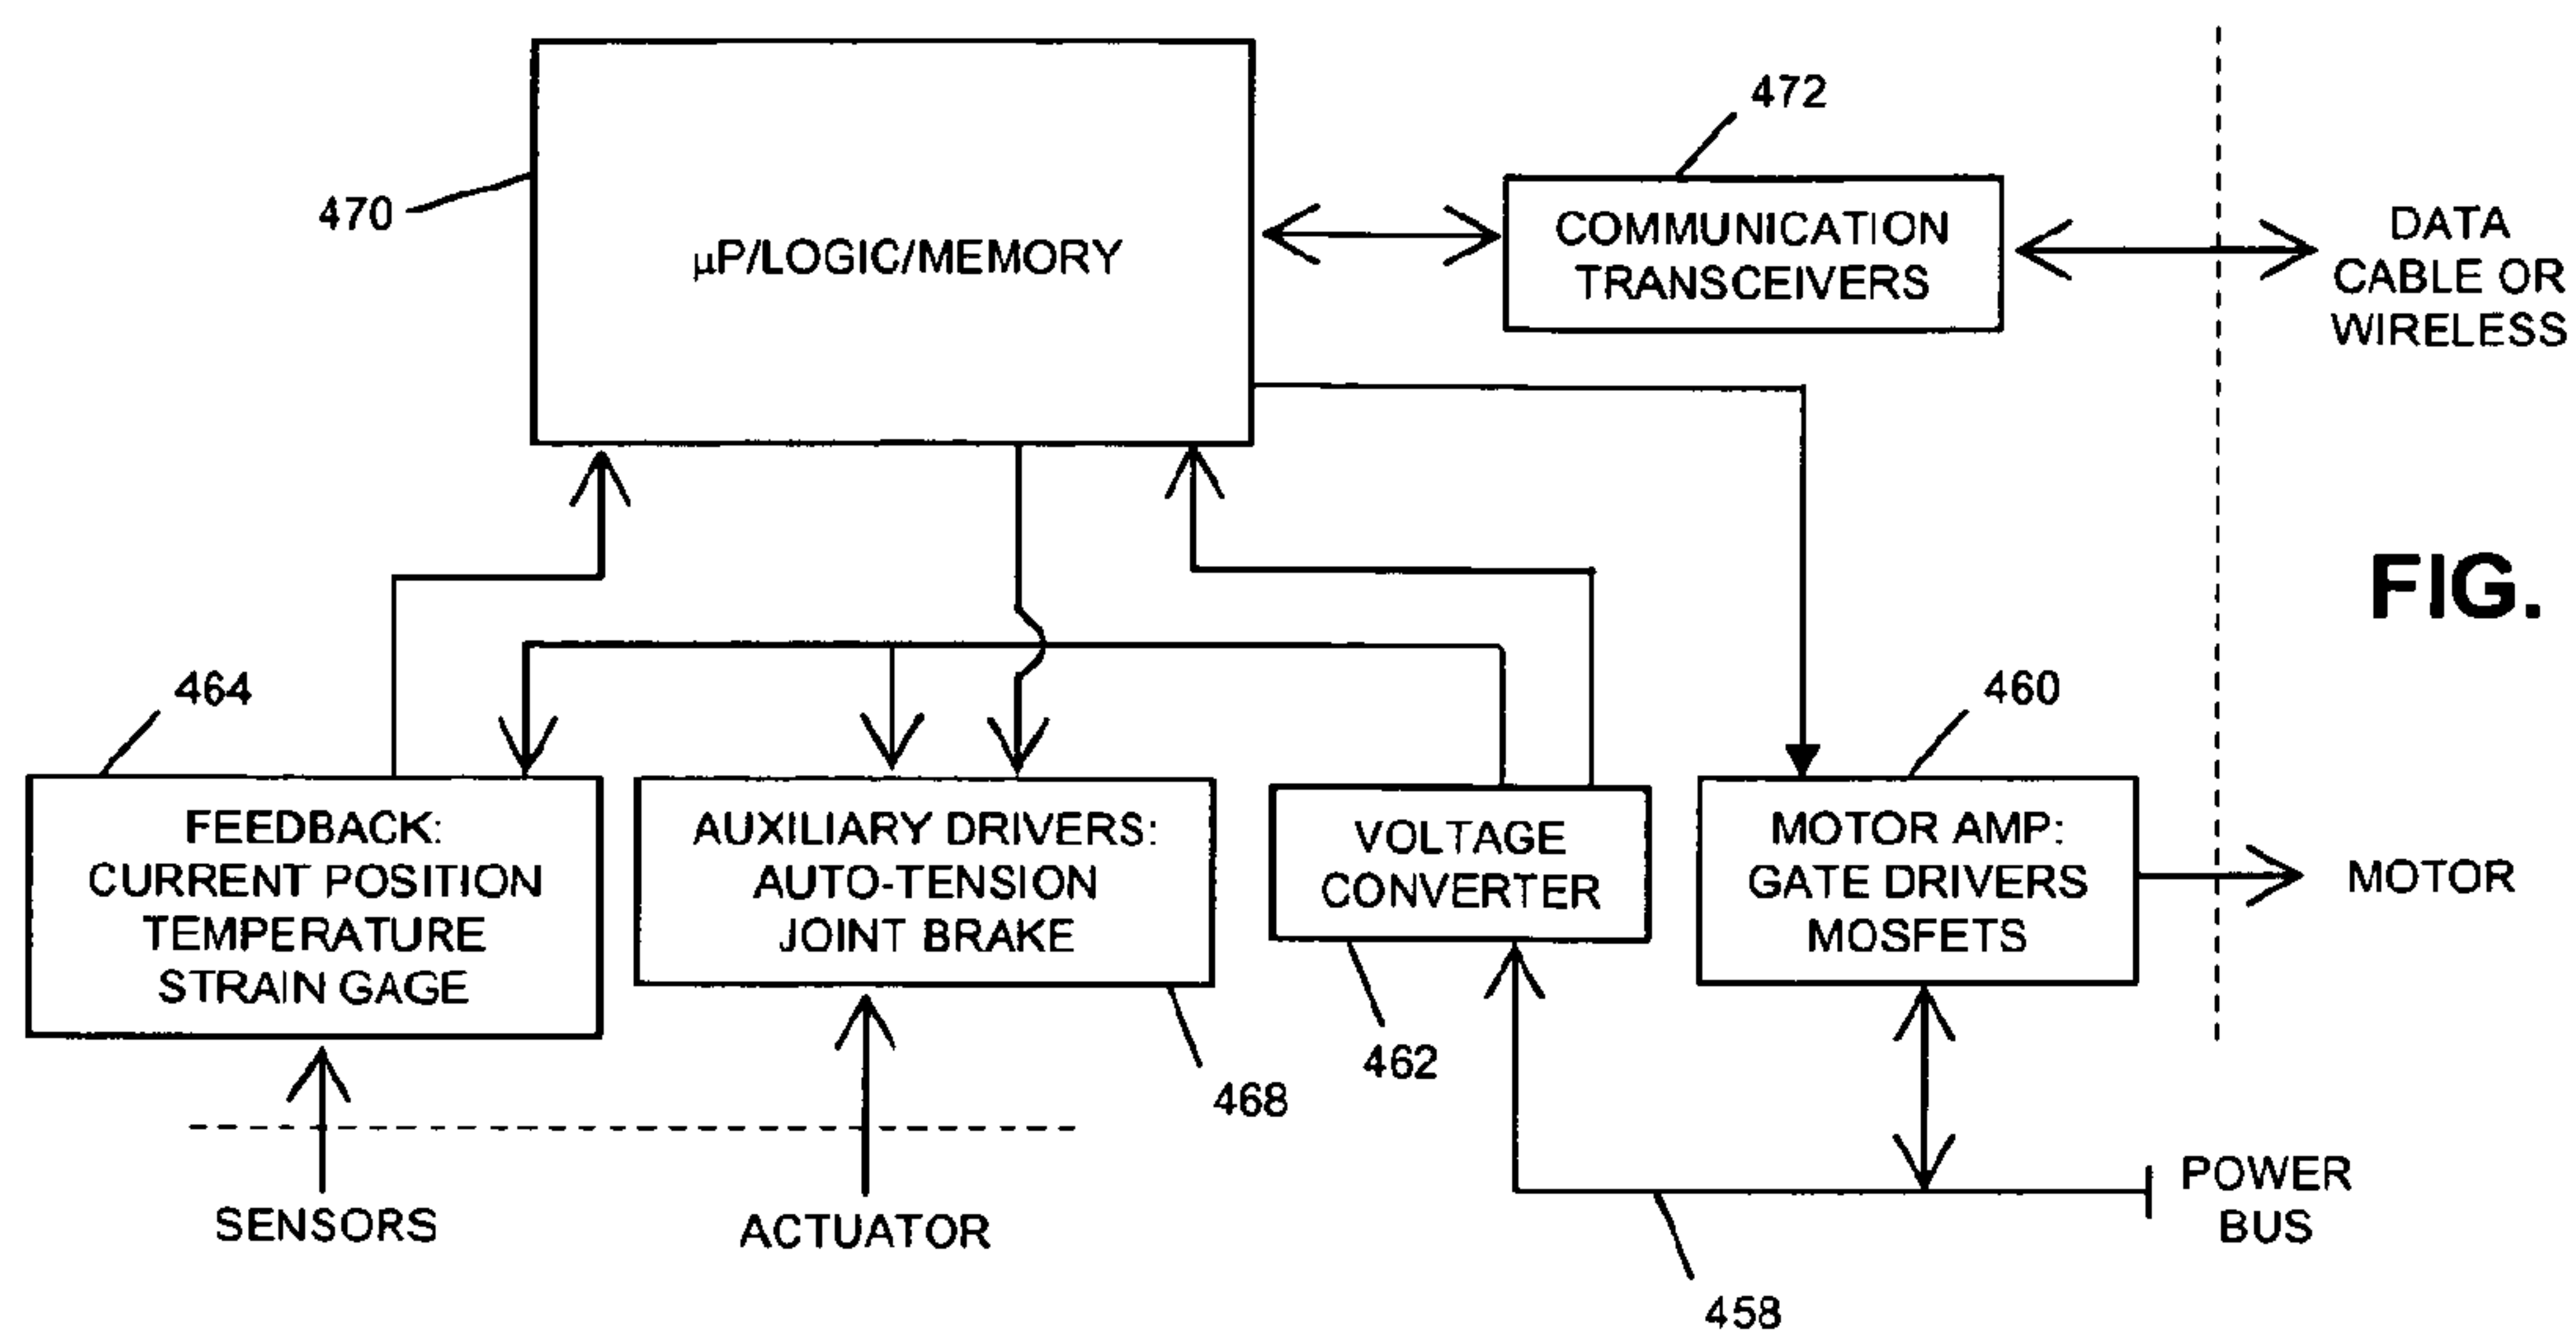 472
470
μP/LOGIC/MEMORY
COMMUNICATION
TRANSCEIVERS
DATA
CABLE OR
WIRELESS
FIG.
464
460
FEEDBACK:
CURRENT POSITION
TEMPERATURE
STRAIN GAGE
AUXILIARY DRIVERS:
AUTO-TENSION
JOINT BRAKE
VOLTAGE
CONVERTER
MOTOR AMP:
GATE DRIVERS
MOSFETS
MOTOR
462
468
SENSORS
ACTUATOR
POWER
BUS
458